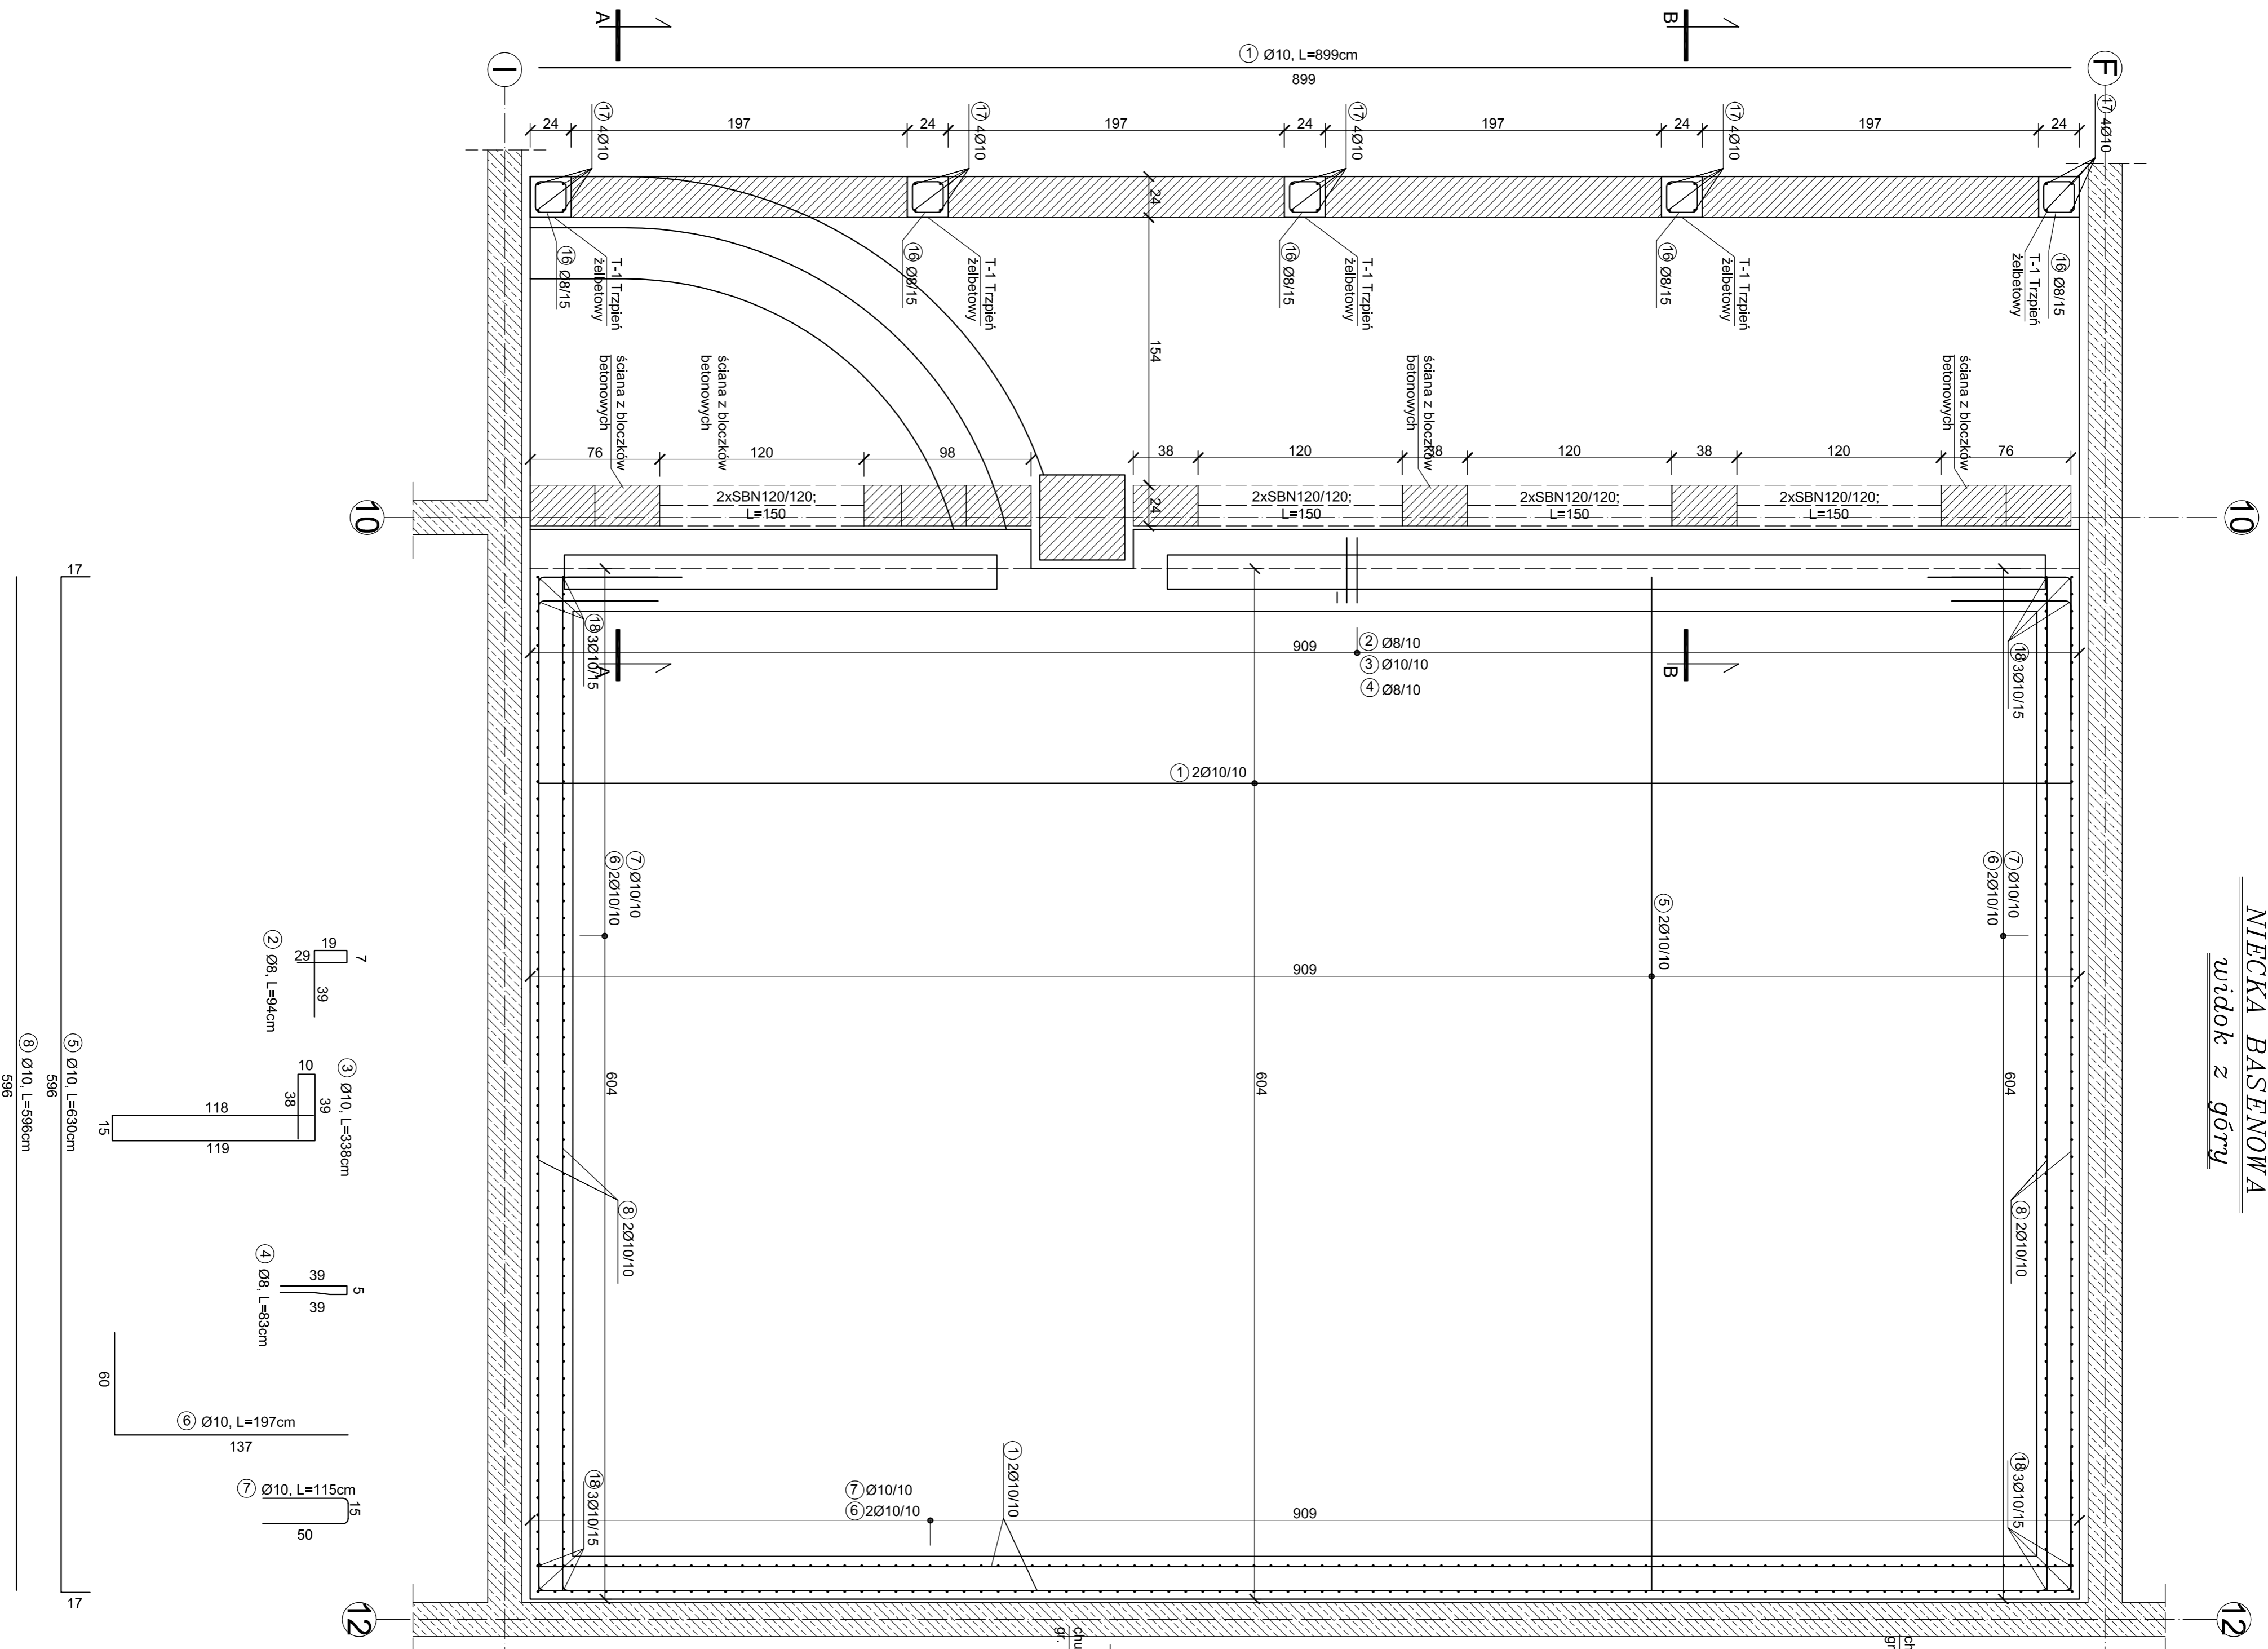 NIECKA BASENOWA
widok z góry
A
B
1 Ø10, L=899cm
899
I
F
17 4Ø10
17 4Ø10
17 4Ø10
17 4Ø10
17 4Ø10
24
197
24
197
24
197
24
197
24
24
154
24
16 Ø8/15
T-1 Trzpień
żelbetowy
16 Ø8/15
T-1 Trzpień
żelbetowy
16 Ø8/15
T-1 Trzpień
żelbetowy
16 Ø8/15
T-1 Trzpień
żelbetowy
16 Ø8/15
T-1 Trzpień
żelbetowy
ściana z bloczków
betonowych
ściana z bloczków
betonowych
ściana z bloczków
betonowych
ściana z bloczków
betonowych
76
120
98
38
120
38
120
38
120
76
2xSBN120/120;
L=150
2xSBN120/120;
L=150
2xSBN120/120;
L=150
2xSBN120/120;
L=150
10
10
18 3Ø10/15
18 3Ø10/15
A
B
909
2 Ø8/10
3 Ø10/10
4 Ø8/10
1 2Ø10/10
7 Ø10/10
6 2Ø10/10
7 Ø10/10
6 2Ø10/10
5 2Ø10/10
909
604
604
604
8 2Ø10/10
8 2Ø10/10
1 2Ø10/10
7 Ø10/10
6 2Ø10/10
909
18 3Ø10/15
18 3Ø10/15
12
12
chu
gr.
ch
gr
17
5 Ø10, L=630cm
596
17
8 Ø10, L=596cm
596
19
7
29
39
2 Ø8, L=94cm
3 Ø10, L=338cm
10
39
38
118
15
119
4 Ø8, L=83cm
39
5
39
60
6 Ø10, L=197cm
137
7 Ø10, L=115cm
15
50